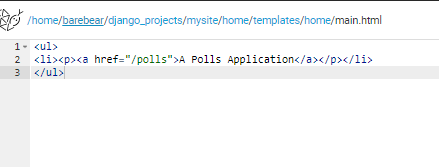 /home/barebear/django_projects/mysite/home/templates/home/main.html
1 <ul>
2 <li><p><a href="/polls">A Polls Application</a></p></li>
3 </ul>